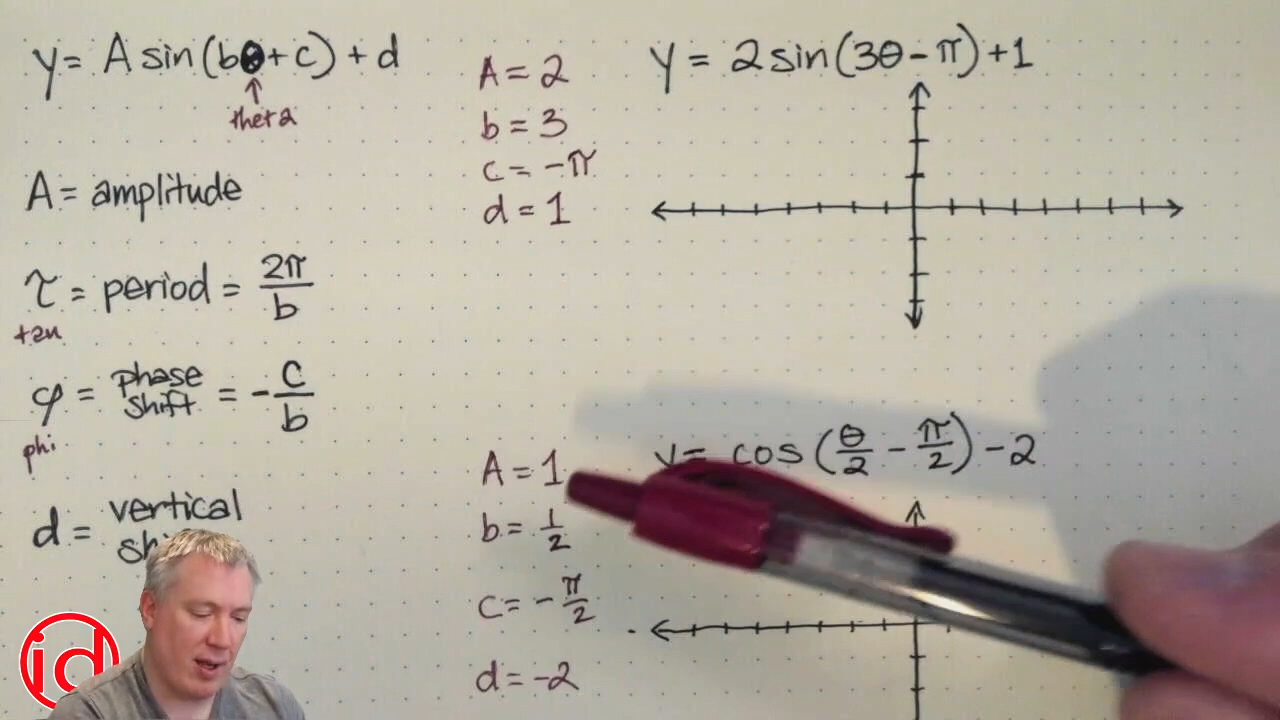 y = A sin(bθ + c) + d
↑
theta
A = amplitude
τ = period = 2π/b
tau
φ = phase shift = -c/b
phi
d = vertical
A = 2
b = 3
c = -π
d = 1
y = 2 sin(3θ - π) + 1
y = cos(θ/2 - π/2) - 2
A = 1
b = 1/2
c = -π/2
d = -2
id